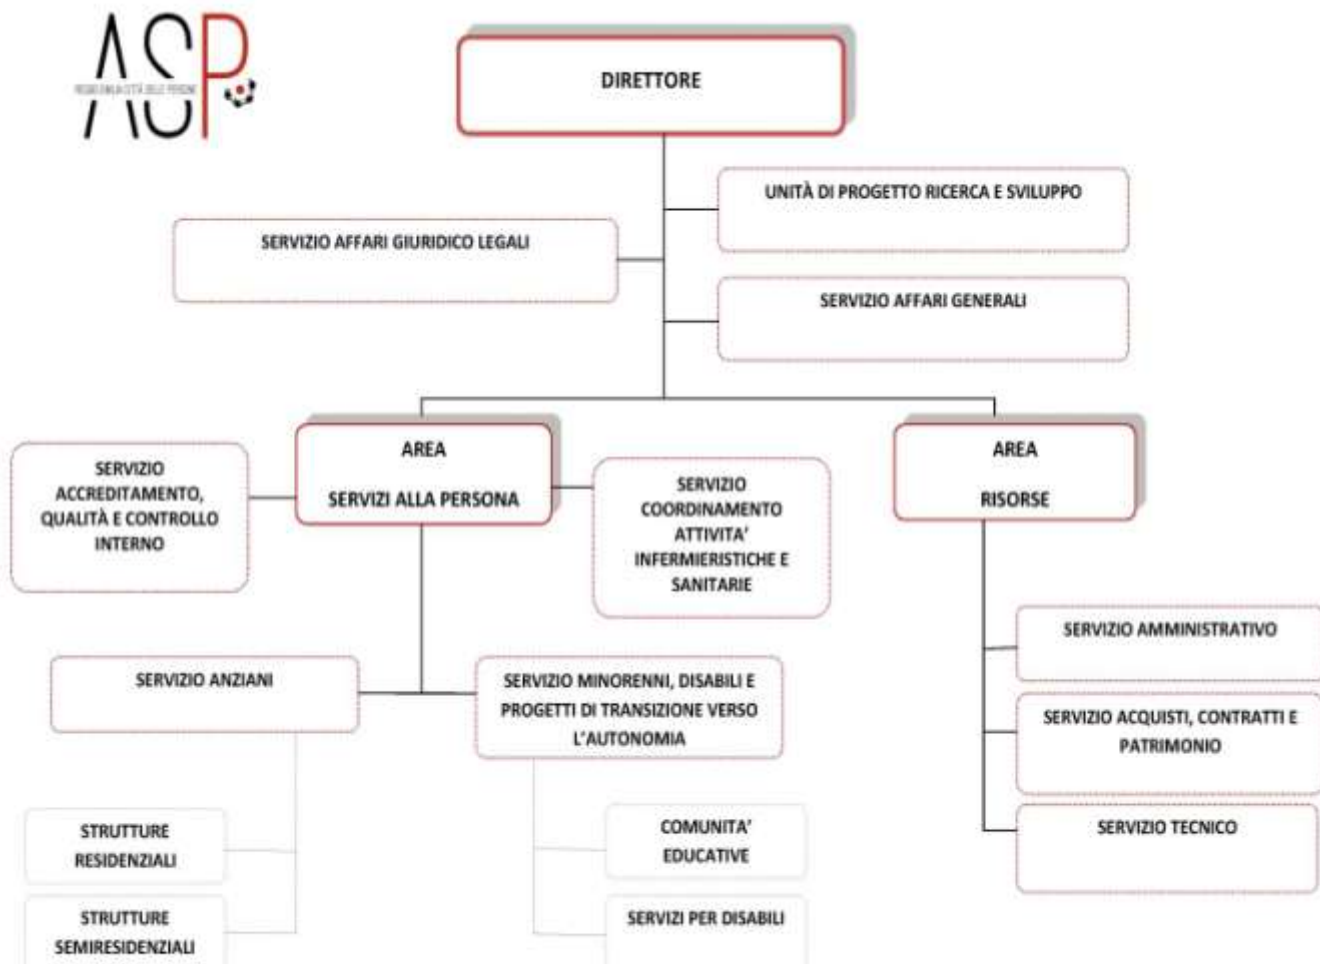 ASP
DIRETTORE
UNITÀ DI PROGETTO RICERCA E SVILUPPO
SERVIZIO AFFARI GIURIDICO LEGALI
SERVIZIO AFFARI GENERALI
AREA
SERVIZI ALLA PERSONA
AREA
RISORSE
SERVIZIO
ACCREDITAMENTO,
QUALITÀ E CONTROLLO
INTERNO
SERVIZIO
COORDINAMENTO
ATTIVITA’
INFERMIERISTICHE E
SANITARIE
SERVIZIO AMMINISTRATIVO
SERVIZIO ANZIANI
SERVIZIO MINORENNI, DISABILI E
PROGETTI DI TRANSIZIONE VERSO
L’AUTONOMIA
SERVIZIO ACQUISTI, CONTRATTI E
PATRIMONIO
SERVIZIO TECNICO
STRUTTURE
RESIDENZIALI
COMUNITA’
EDUCATIVE
STRUTTURE
SEMIRESIDENZIALI
SERVIZI PER DISABILI